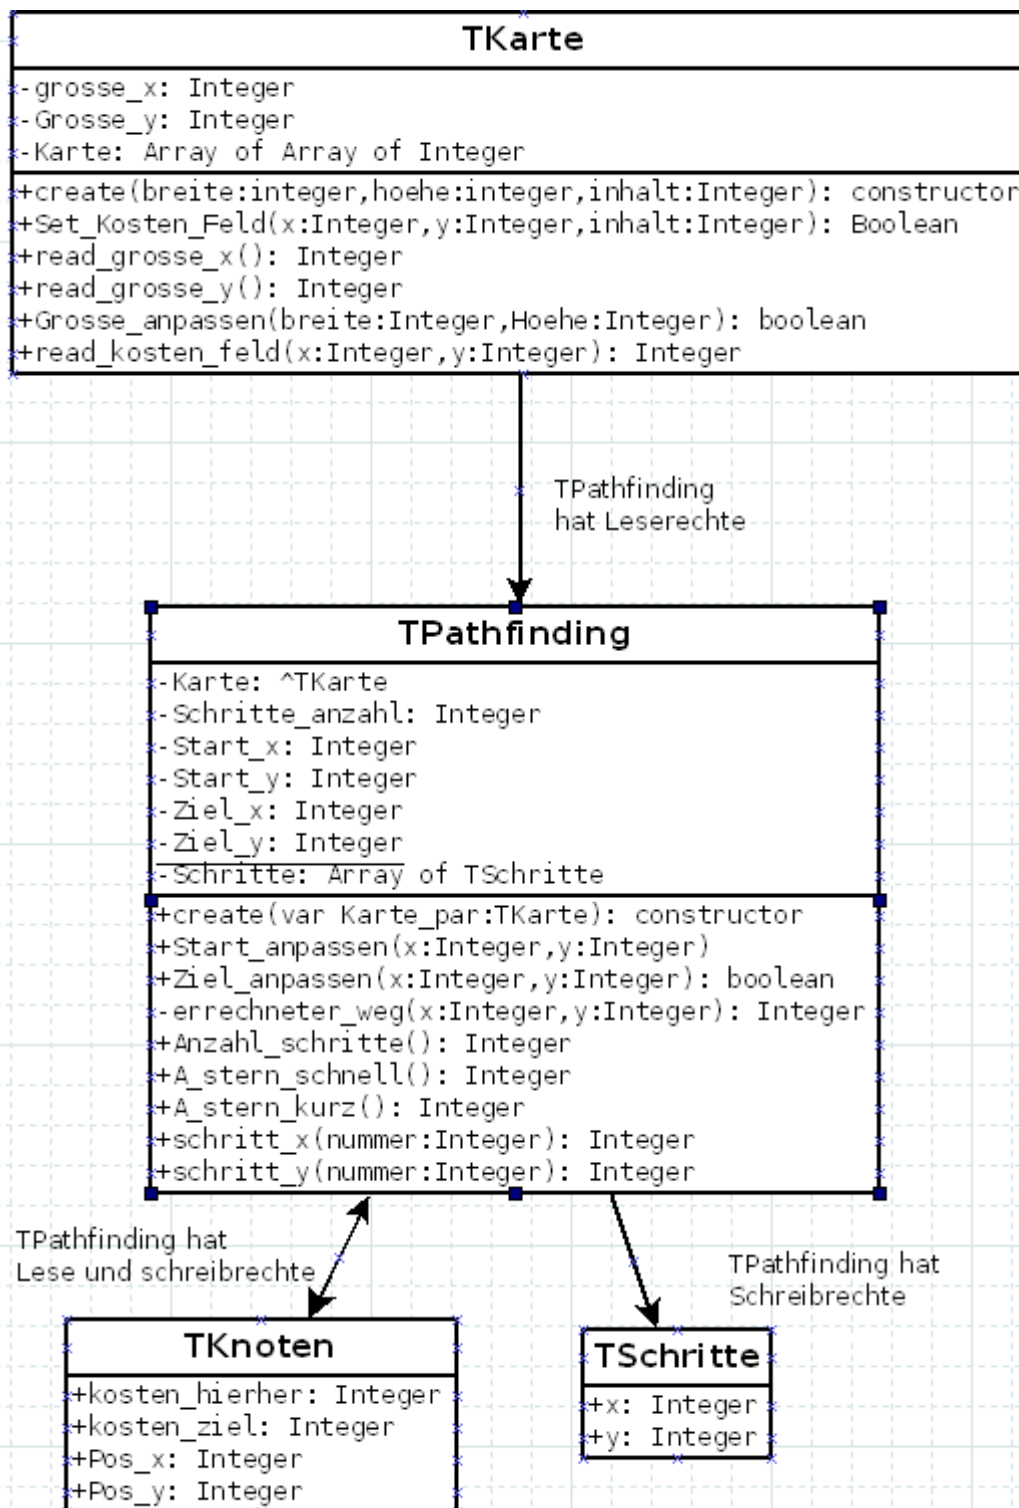 TKarte
-grosse_x: Integer
-Grosse_y: Integer
-Karte: Array of Array of Integer
+create(breite:integer,hoehe:integer,inhalt:Integer): constructor
+Set_Kosten_Feld(x:Integer,y:Integer,inhalt:Integer): Boolean
+read_grosse_x(): Integer
+read_grosse_y(): Integer
+Grosse_anpassen(breite:Integer,Hoehe:Integer): boolean
+read_kosten_feld(x:Integer,y:Integer): Integer
TPathfinding
hat Leserechte
TPathfinding
-Karte: ^TKarte
-Schritte_anzahl: Integer
-Start_x: Integer
-Start_y: Integer
-Ziel_x: Integer
-Ziel_y: Integer
-Schritte: Array of TSchritte
+create(var Karte_par:TKarte): constructor
+Start_anpassen(x:Integer,y:Integer)
+Ziel_anpassen(x:Integer,y:Integer): boolean
-errechneter_weg(x:Integer,y:Integer): Integer
+Anzahl_schritte(): Integer
+A_stern_schnell(): Integer
+A_stern_kurz(): Integer
+schritt_x(nummer:Integer): Integer
+schritt_y(nummer:Integer): Integer
TPathfinding hat
Lese und schreibrechte
TPathfinding hat
Schreibrechte
TKnoten
+kosten_hierher: Integer
+kosten_ziel: Integer
+Pos_x: Integer
+Pos_y: Integer
TSchritte
+x: Integer
+y: Integer